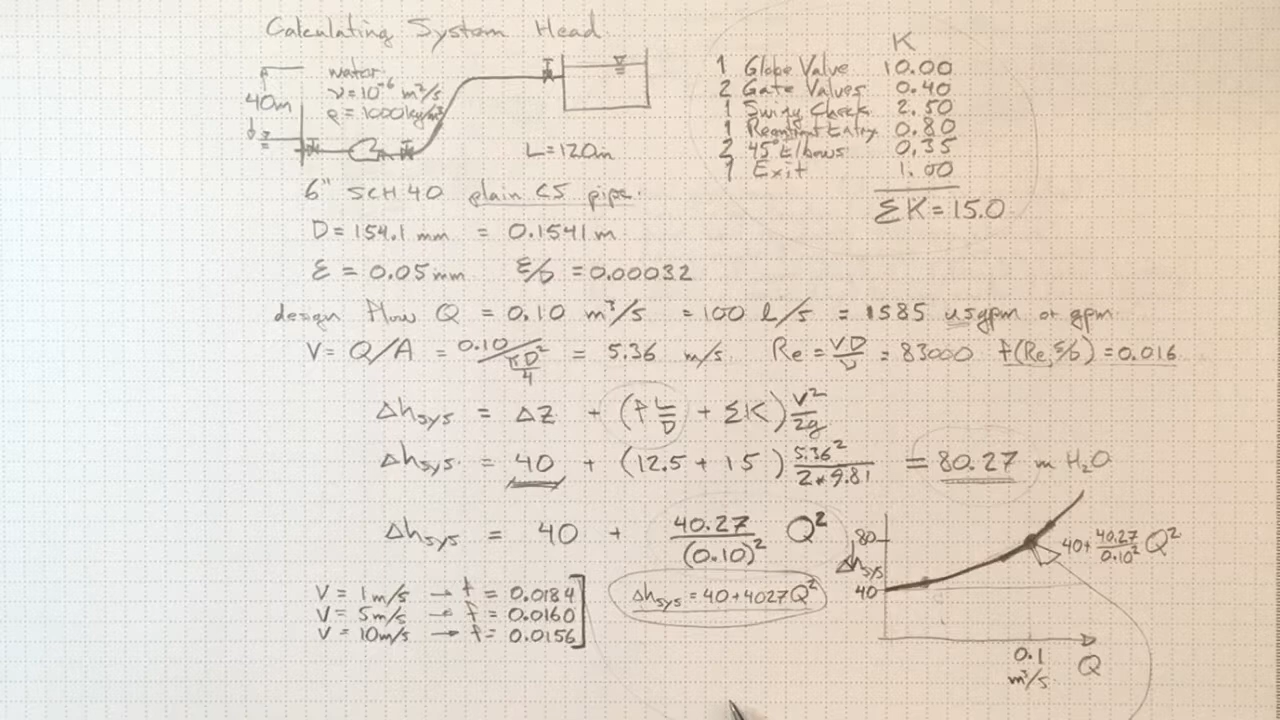 Calculating System Head
K
1 Globe Valve 10.00
2 Gate Valves 0.40
1 Swing Check 2.50
1 Reentrant Entry 0.80
2 45° Elbows 0.35
1 Exit 1.00
ΣK = 15.0
40m
water
ν = 10⁻⁶ m²/s
ρ = 1000 kg/m³
L = 120m
6" SCH 40 plain CS pipe.
D = 154.1 mm = 0.1541 m
ε = 0.05 mm ε/D = 0.00032
design flow Q = 0.10 m³/s = 100 l/s = 1585 usgpm or gpm
V = Q/A = 0.10/(πD²/4) = 5.36 m/s Re = VD/ν = 83000 f(Re, ε/D) = 0.016
Δhsys = ΔZ + (f L/D + ΣK) V²/2g
Δhsys. = 40 + (12.5 + 15) 5.36²/2*9.81 = 80.27 m H₂O
Δhsys = 40 + 40.27/(0.10)² Q²
V = 1m/s → f = 0.0184
V = 5m/s → f = 0.0160
V = 10m/s → f = 0.0156
Δhsys = 40 + 4027Q²
80
Δhsys
40
40 + 40.27/0.10² Q²
0.1
m³/s
Q